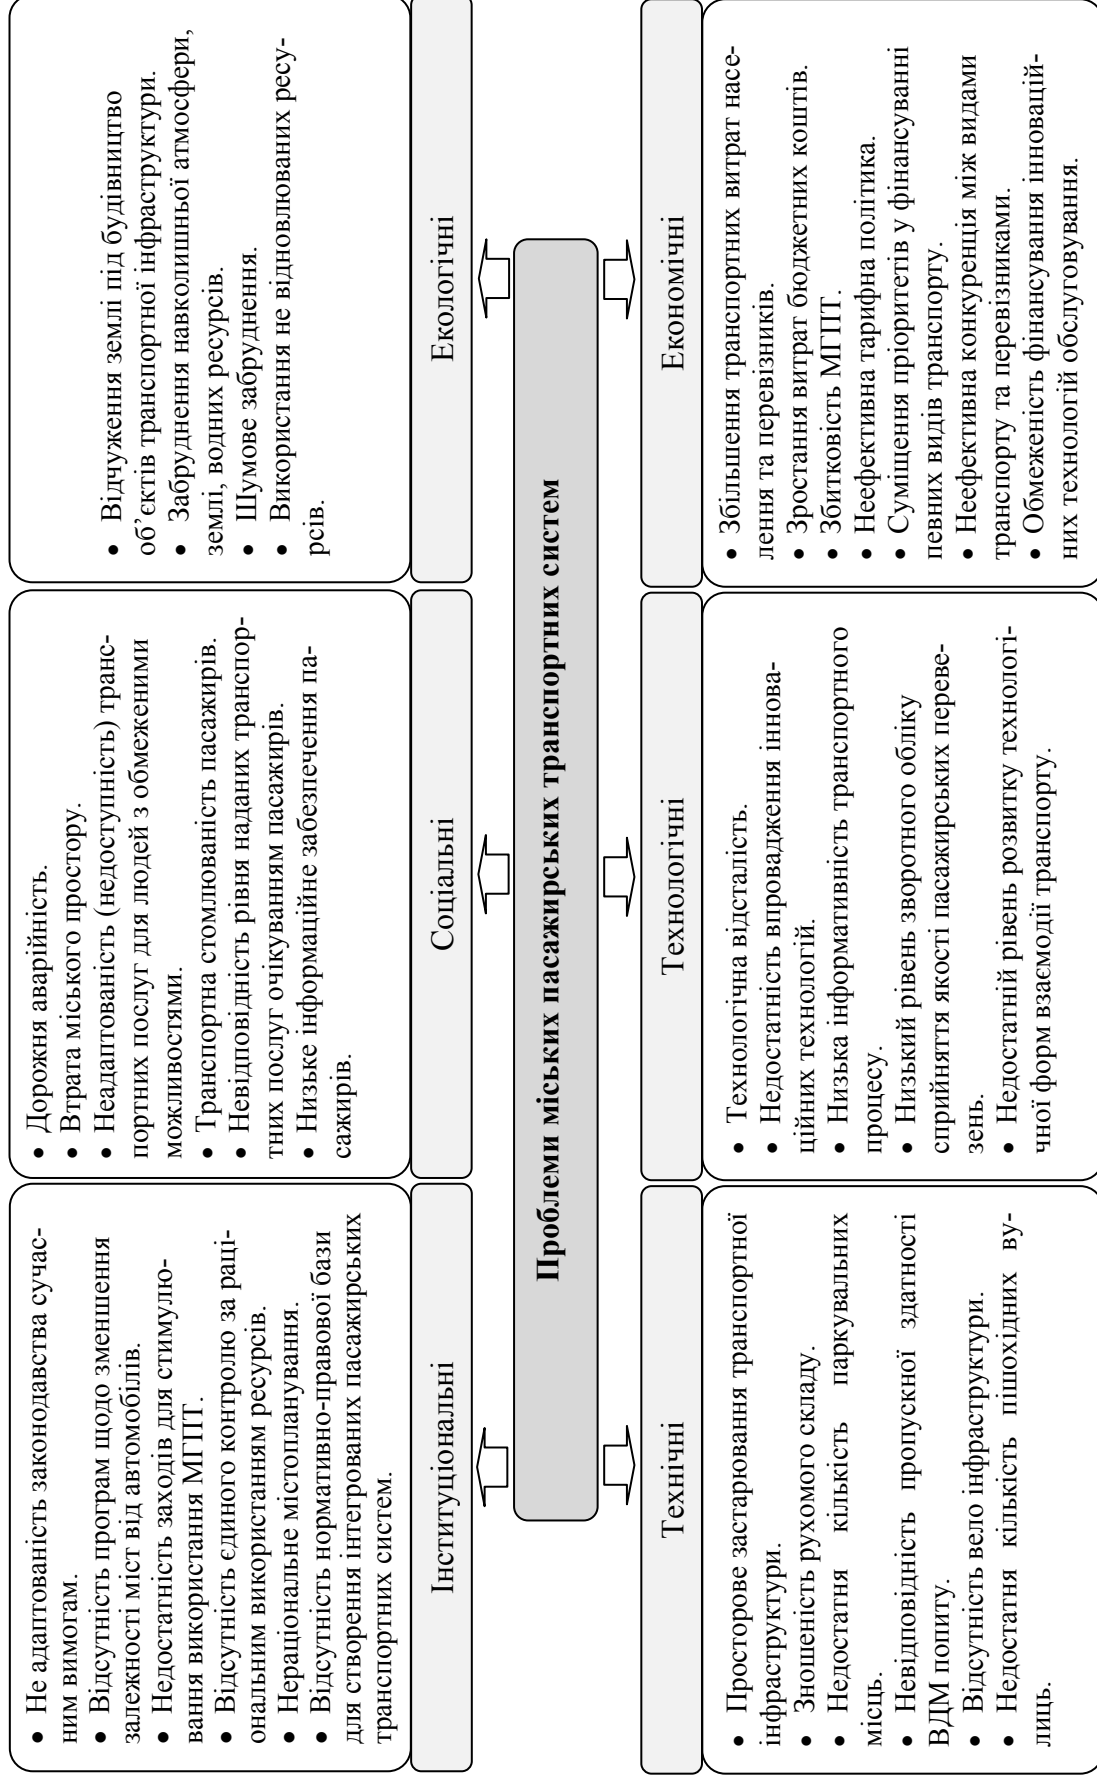 • Не адаптованість законодавства сучас-
ним вимогам.
• Відсутність програм щодо зменшення
залежності міст від автомобілів.
• Недостатність заходів для стимулю-
вання використання МГПТ.
• Відсутність єдиного контролю за раці-
ональним використанням ресурсів.
• Нераціональне містопланування.
• Відсутність нормативно-правової бази
для створення інтегрованих пасажирських
транспортних систем.
Інституціональні
• Дорожня аварійність.
• Втрата міського простору.
• Неадаптованість (недоступність) транс-
портних послуг для людей з обмеженими
можливостями.
• Транспортна стомлюваність пасажирів.
• Невідповідність рівня наданих транспор-
тних послуг очікуванням пасажирів.
• Низьке інформаційне забезпечення па-
сажирів.
Соціальні
• Відчуження землі під будівництво
об’єктів транспортної інфраструктури.
• Забруднення навколишньої атмосфери,
землі, водних ресурсів.
• Шумове забруднення.
• Використання не відновлюваних ресу-
рсів.
Екологічні
Проблеми міських пасажирських транспортних систем
Технічні
• Просторове застарювання транспортної
інфраструктури.
• Зношеність рухомого складу.
• Недостатня кількість паркувальних
місць.
• Невідповідність пропускної здатності
ВДМ попиту.
• Відсутність вело інфраструктури.
• Недостатня кількість пішохідних ву-
лиць.
Технологічні
• Технологічна відсталість.
• Недостатність впровадження іннова-
ційних технологій.
• Низька інформативність транспортного
процесу.
• Низький рівень зворотного обліку
сприйняття якості пасажирських переве-
зень.
• Недостатній рівень розвитку технологі-
чної форм взаємодії транспорту.
Економічні
• Збільшення транспортних витрат насе-
лення та перевізників.
• Зростання витрат бюджетних коштів.
• Збитковість МГПТ.
• Неефективна тарифна політика.
• Суміщення пріоритетів у фінансуванні
певних видів транспорту.
• Неефективна конкуренція між видами
транспорту та перевізниками.
• Обмеженість фінансування інновацій-
них технологій обслуговування.